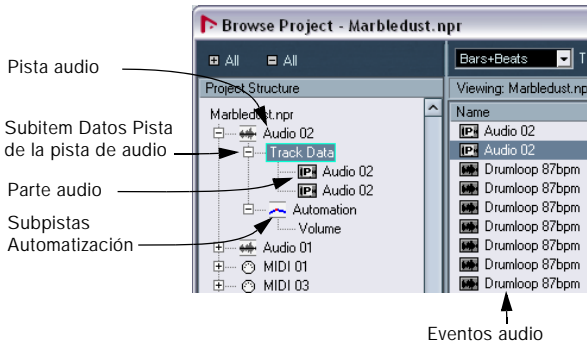 Browse Project - Marbledust.npr
All
All
Bars+Beats
T
Project Structure
Viewing: Marbledust.np
Marbledust.npr
Name
Audio 02
Track Data
Audio 02
Audio 02
Automation
Volume
Audio 01
MIDI 01
MIDI 03
Audio 02
Audio 02
Drumloop 87bpm
Drumloop 87bpm
Drumloop 87bpm
Drumloop 87bpm
Drumloop 87bpm
Drumloop 87bpm
Drumloop 87bpm
Pista audio
Subitem Datos Pista
de la pista de audio
Parte audio
Subpistas
Automatización
Eventos audio